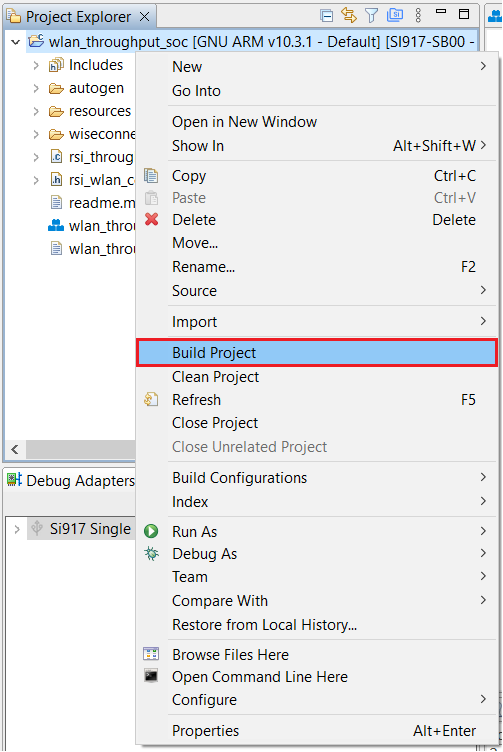 Project Explorer
wlan_throughput_soc [GNU ARM v10.3.1 - Default] [SI917-SB00 -
Includes
autogen
resources
wiseconne
rsi_throug
rsi_wlan_c
readme.m
wlan_throu
wlan_throu
New
Go Into
Open in New Window
Show In Alt+Shift+W
Copy Ctrl+C
Paste Ctrl+V
Delete Delete
Move...
Rename... F2
Source
Import
Build Project
Clean Project
Refresh F5
Close Project
Close Unrelated Project
Build Configurations
Index
Run As
Debug As
Team
Compare With
Restore from Local History...
Browse Files Here
Open Command Line Here
Configure
Properties Alt+Enter
Debug Adapters
Si917 Single